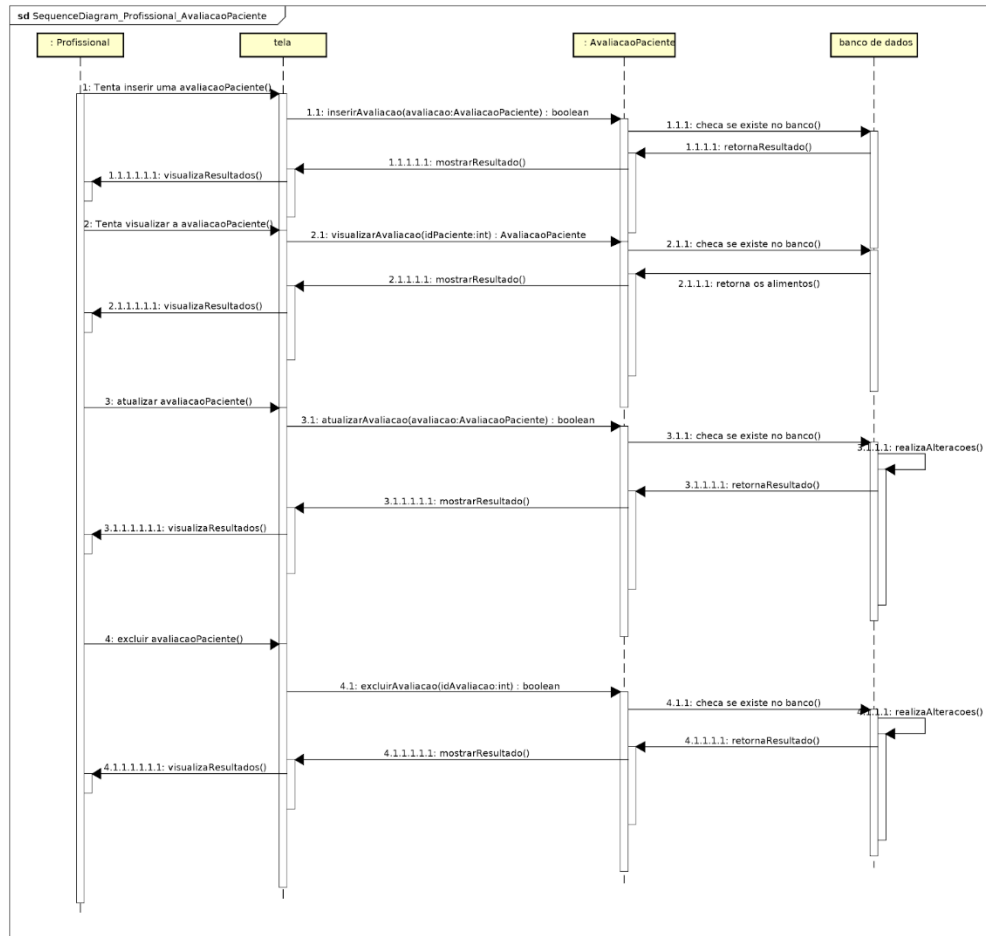 sd SequenceDiagram_Profissional_AvaliacaoPaciente
: Profissional
tela
: AvaliacaoPaciente
banco de dados
1: Tenta inserir uma avaliacaoPaciente()
1.1: inserirAvaliacao(avaliacao:AvaliacaoPaciente) : boolean
1.1.1: checa se existe no banco()
1.1.1.1: retornaResultado()
1.1.1.1.1: mostrarResultado()
1.1.1.1.1.1: visualizaResultados()
2: Tenta visualizar a avaliacaoPaciente()
2.1: visualizarAvaliacao(idPaciente:int) : AvaliacaoPaciente
2.1.1: checa se existe no banco()
2.1.1.1: retorna os alimentos()
2.1.1.1.1: mostrarResultado()
2.1.1.1.1.1: visualizaResultados()
3: atualizar avaliacaoPaciente()
3.1: atualizarAvaliacao(avaliacao:AvaliacaoPaciente) : boolean
3.1.1: checa se existe no banco()
3.1.1.1: realizaAlteracoes()
3.1.1.1.1: retornaResultado()
3.1.1.1.1.1: mostrarResultado()
3.1.1.1.1.1.1: visualizaResultados()
4: excluir avaliacaoPaciente()
4.1: excluirAvaliacao(idAvaliacao:int) : boolean
4.1.1: checa se existe no banco()
4.1.1.1: realizaAlteracoes()
4.1.1.1.1: retornaResultado()
4.1.1.1.1.1: mostrarResultado()
4.1.1.1.1.1.1: visualizaResultados()